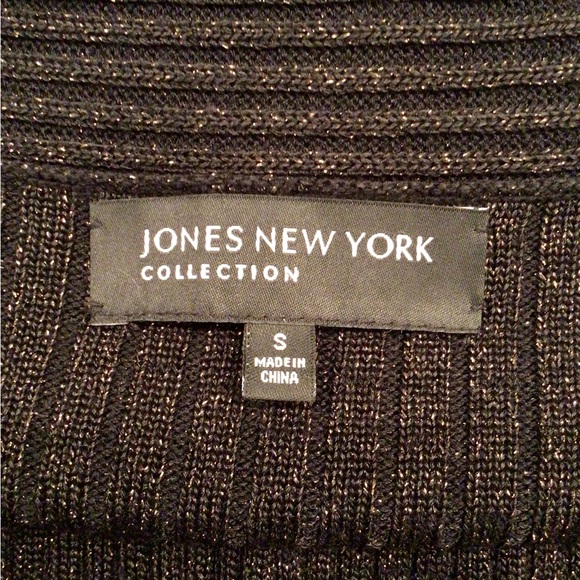 JONES NEW YORK
COLLECTION
S
MADE IN
CHINA